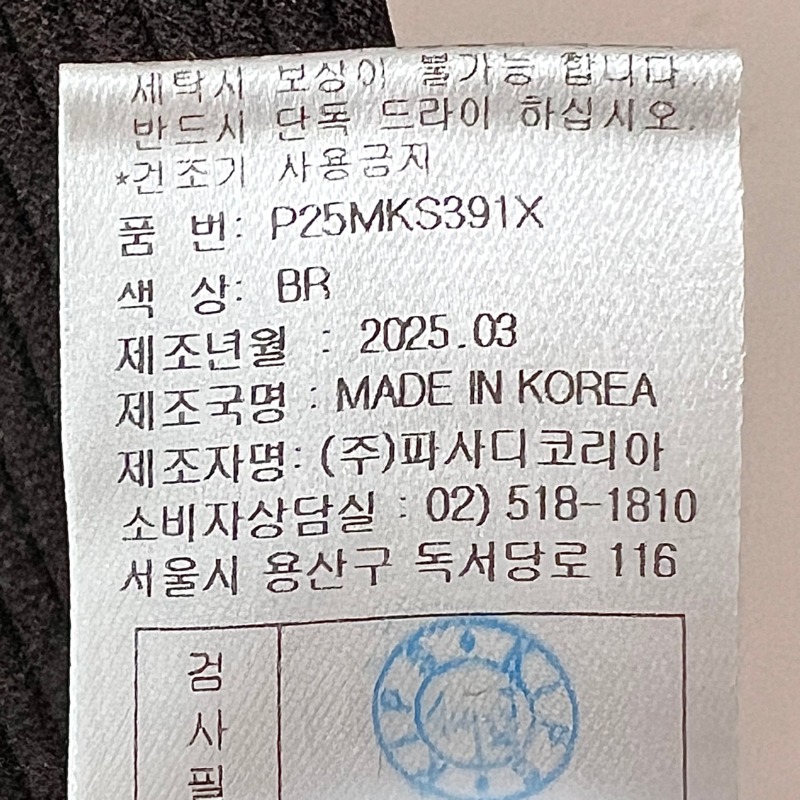 세탁시 보상이 불가능 합니다.
반드시 단독 드라이 하십시오.
*건조기 사용금지
품 번: P25MKS391X
색 상: BR
제조년월 : 2025.03
제조국명 : MADE IN KOREA
제조자명: (주)파사디코리아
소비자상담실 : 02) 518-1810
서울시 용산구 독서당로 116
검
사
필